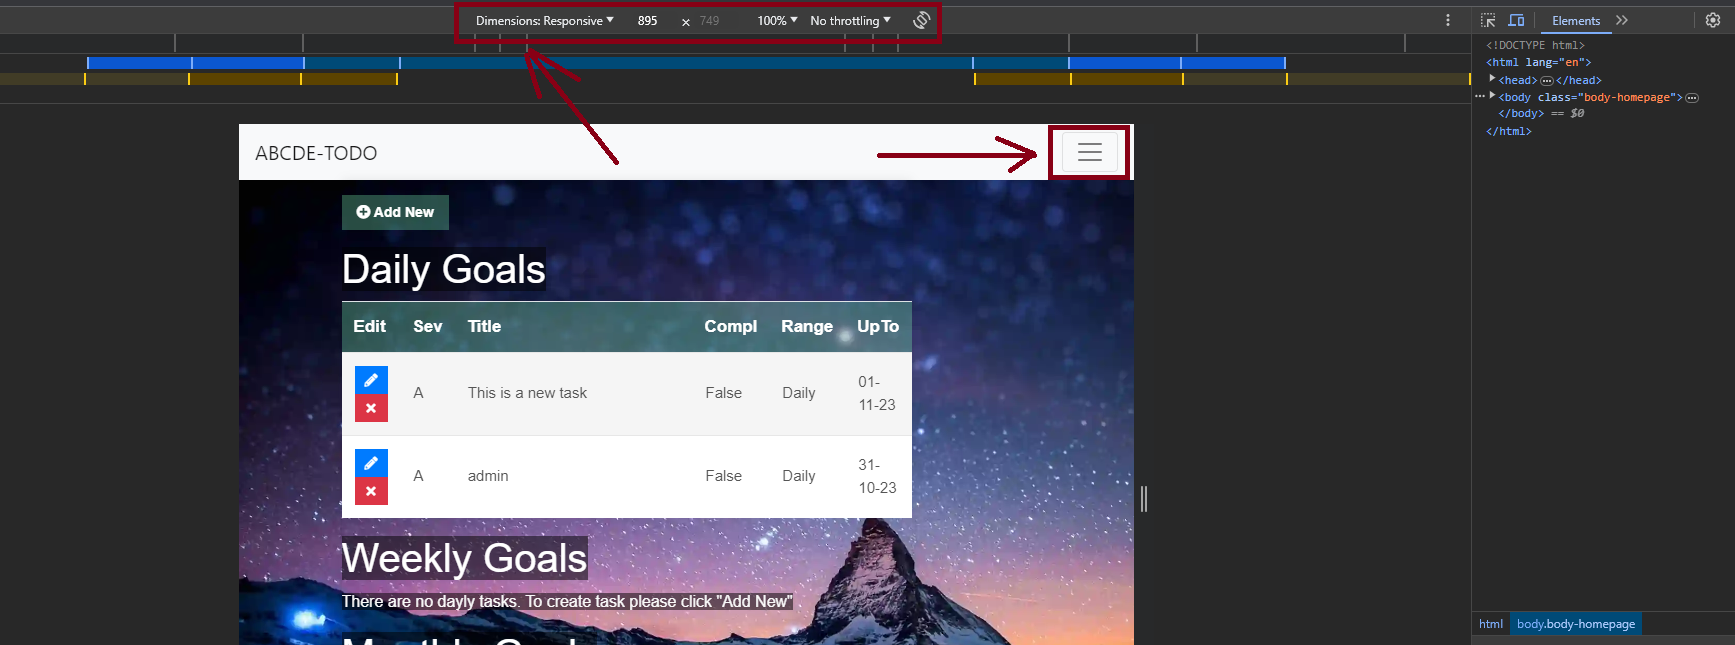 Dimensions: Responsive 895 × 749 100% No throttling
Elements
<!DOCTYPE html>
<html lang="en">
<head> </head>
<body class="body-homepage">
</body> == $0
</html>
ABCDE-TODO
Add New
Daily Goals
Edit Sev Title Compl Range UpTo
A This is a new task False Daily 01-
11-23
A admin False Daily 31-
10-23
Weekly Goals
There are no dayly tasks. To create task please click "Add New"
html body.body-homepage